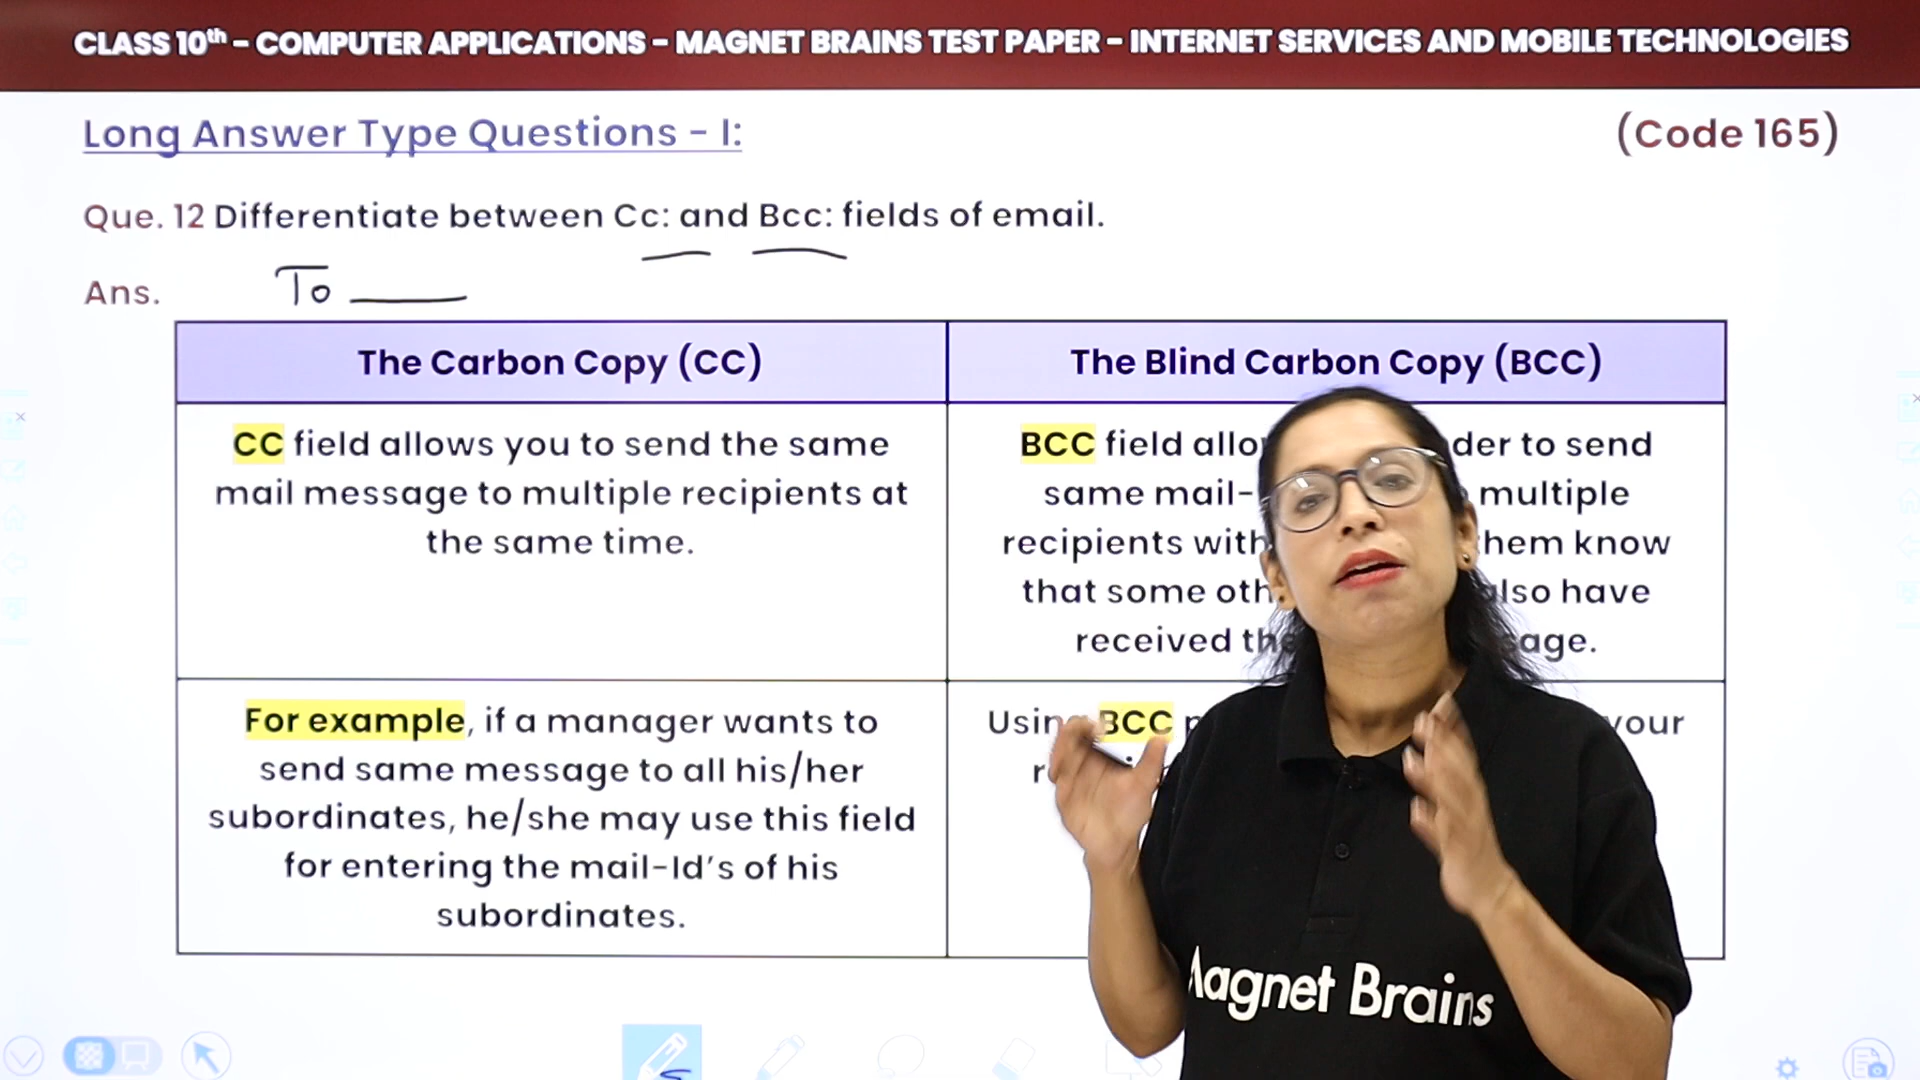 CLASS 10th – COMPUTER APPLICATIONS – MAGNET BRAINS TEST PAPER – INTERNET SERVICES AND MOBILE TECHNOLOGIES
Long Answer Type Questions – I:
(Code 165)
Que. 12 Differentiate between Cc: and Bcc: fields of email.
Ans.
To
The Carbon Copy (CC)
The Blind Carbon Copy (BCC)
CC field allows you to send the same
mail message to multiple recipients at
the same time.
BCC field allo der to send
same mail- multiple
recipients with hem know
that some oth also have
received the age.
For example, if a manager wants to
send same message to all his/her
subordinates, he/she may use this field
for entering the mail-Id's of his
subordinates.
Using BCC your
Magnet Brains